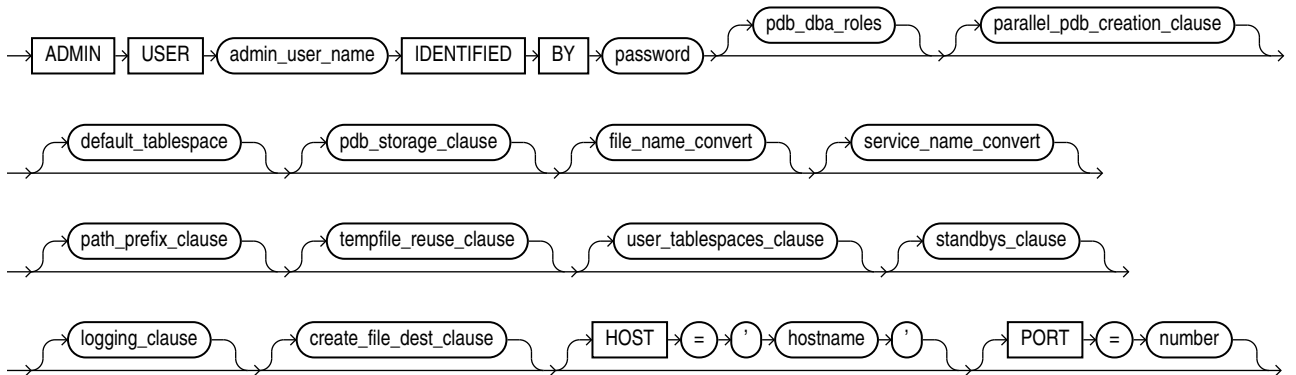 ADMIN USER admin_user_name IDENTIFIED BY password pdb_dba_roles parallel_pdb_creation_clause
default_tablespace pdb_storage_clause file_name_convert service_name_convert
path_prefix_clause tempfile_reuse_clause user_tablespaces_clause standbys_clause
logging_clause create_file_dest_clause HOST = ’ hostname ’ PORT = number